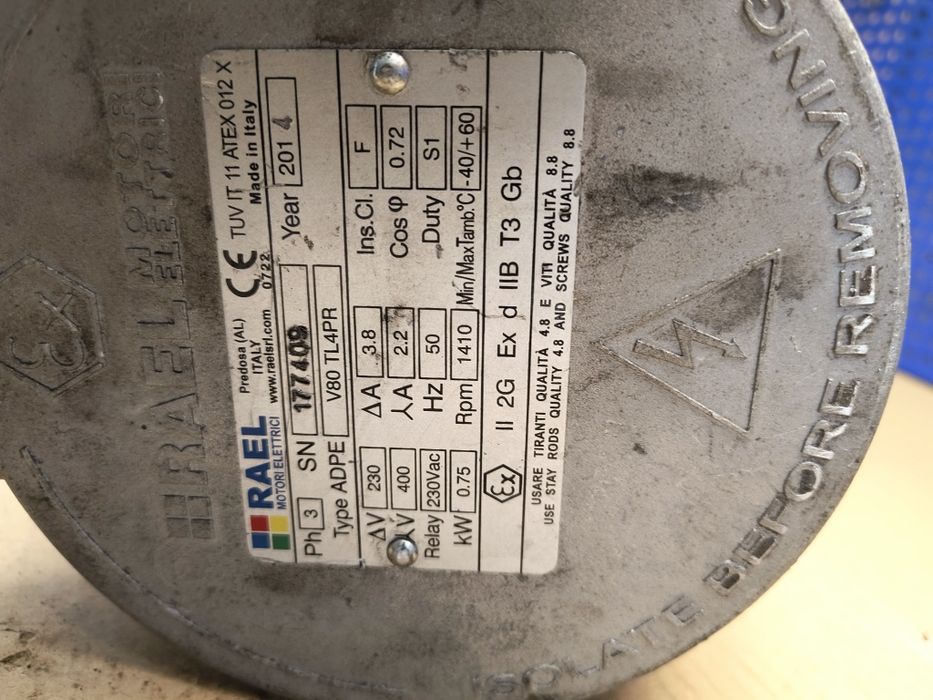 RAEL
MOTORI ELETTRICI
Predosa (AL)
ITALY
www.raelsrl.com
CE
0722
TUV IT 11 ATEX 012 X
Made in Italy
Ph 3 SN 177409 Year 2014
Type ADPE V80 TL4PR
ΔV 230 ΔA 3.8 Ins.Cl. F
λV 400 λA 2.2 Cos φ 0.72
Relay 230Vac Hz 50 Duty S1
kW 0.75 Rpm 1410 Min/MaxTamb.°C -40/+60
Ex II 2G Ex d IIB T3 Gb
USARE TIRANTI QUALITÀ 4.8 E VITI QUALITÀ 8.8
USE STAY RODS QUALITY 4.8 AND SCREWS QUALITY 8.8
Ex
RAEL
MOTORI
ELETTRICI
ISOLATE BEFORE REMOVING